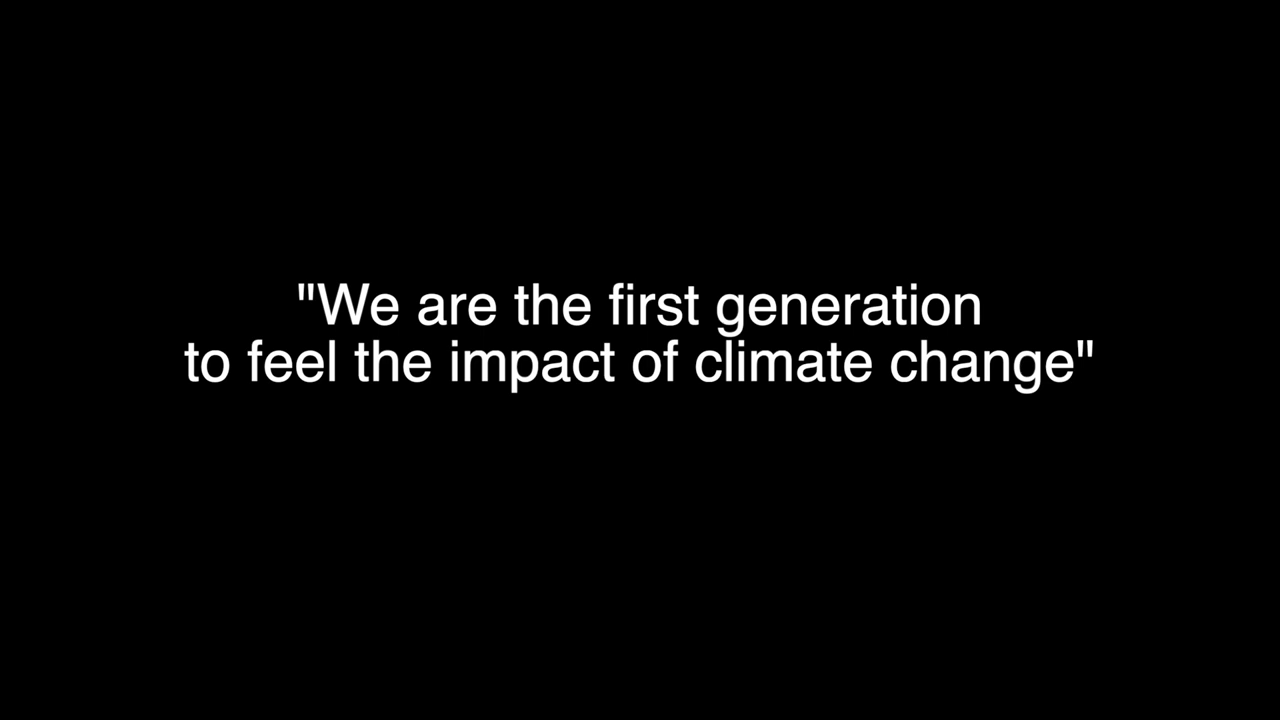 "We are the first generation
to feel the impact of climate change"